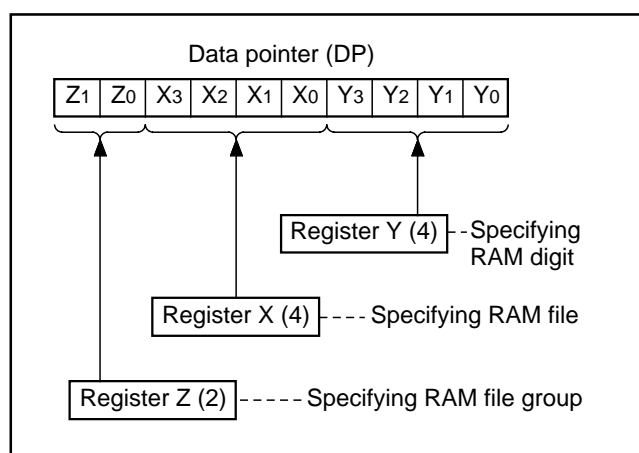 Data pointer (DP)
Z1 Z0 X3 X2 X1 X0 Y3 Y2 Y1 Y0
Register Y (4) Specifying
RAM digit
Register X (4) Specifying RAM file
Register Z (2) Specifying RAM file group